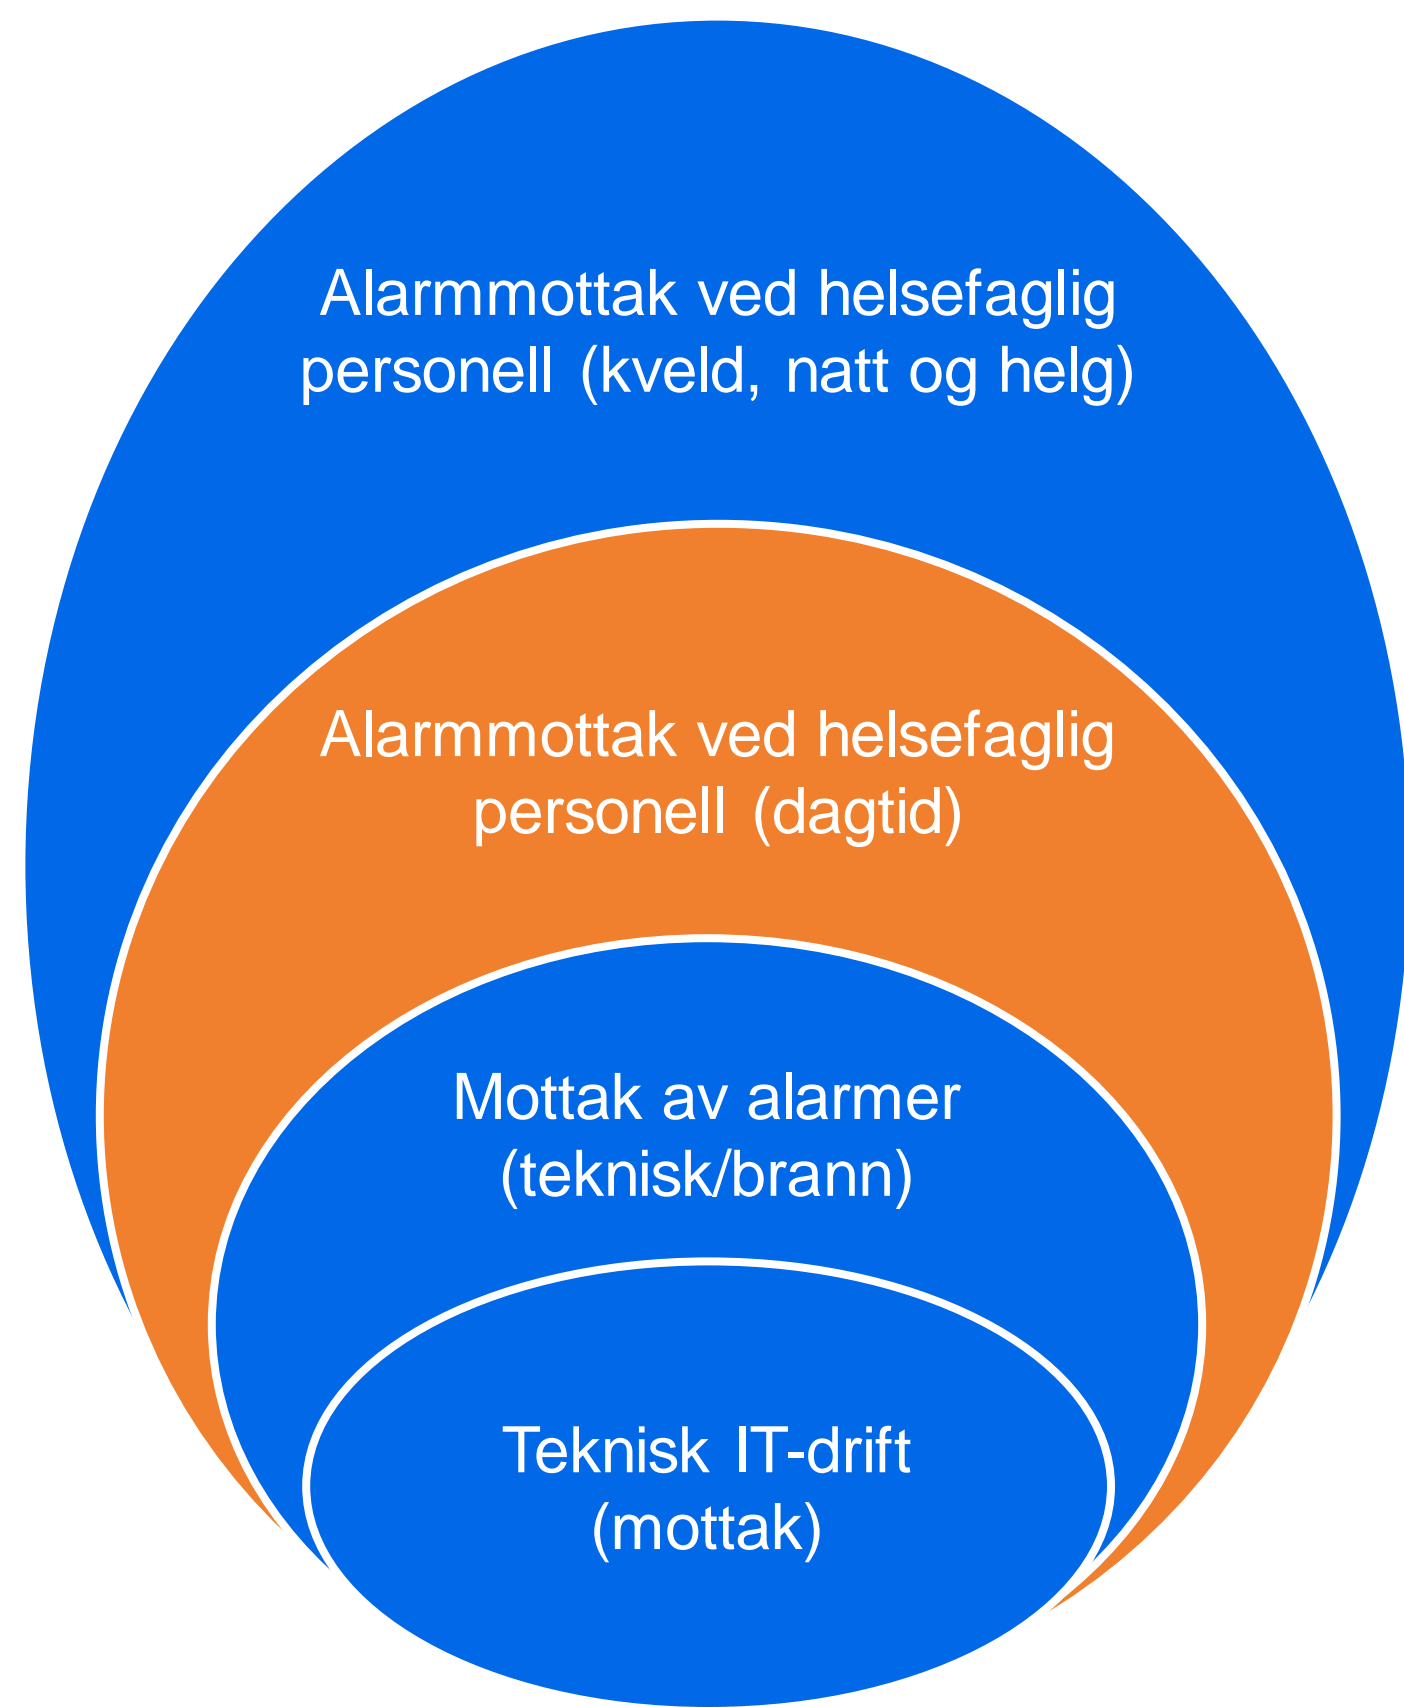 Alarmmottak ved helsefaglig
personell (kveld, natt og helg)
Alarmmottak ved helsefaglig
personell (dagtid)
Mottak av alarmer
(teknisk/brann)
Teknisk IT-drift
(mottak)